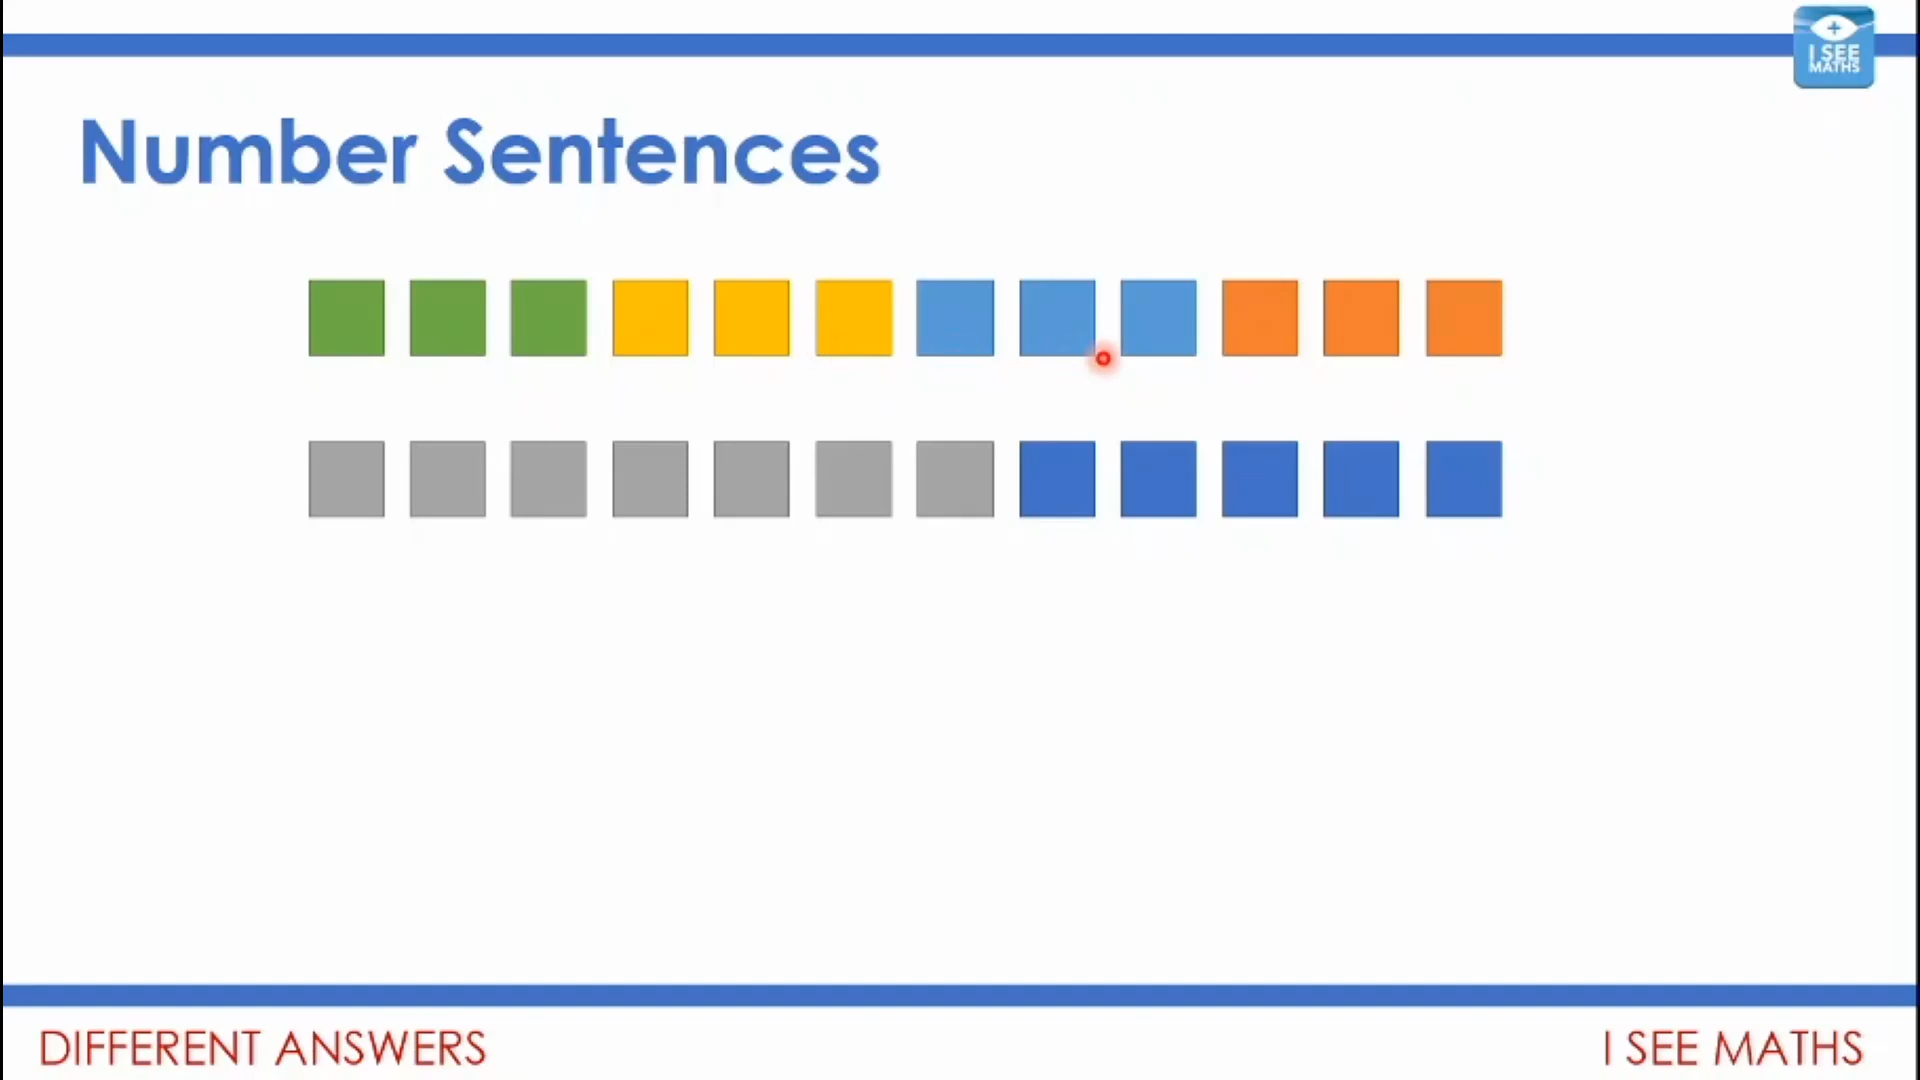 I SEE
MATHS
Number Sentences
DIFFERENT ANSWERS
I SEE MATHS